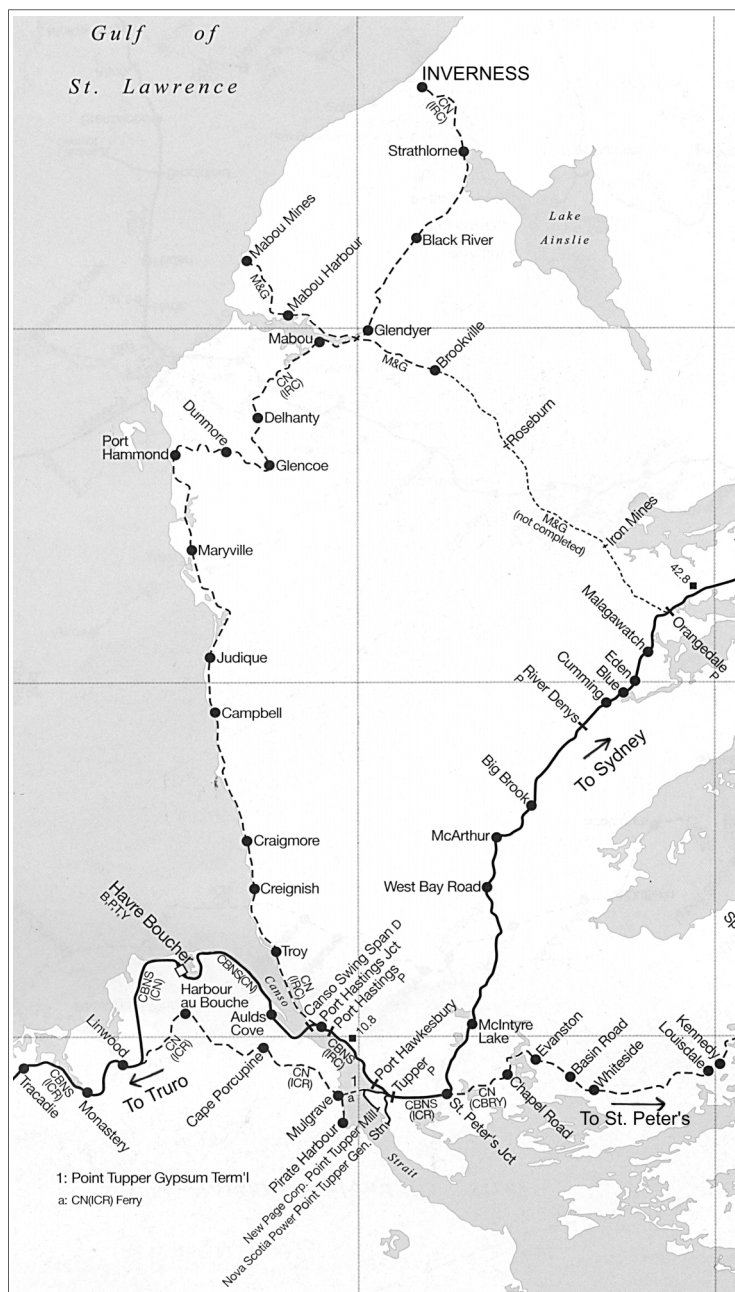 Gulf of
St. Lawrence
INVERNESS
CN
(IRC)
Strathlorne
Lake
Ainslie
Black River
Mabou Mines
M&G
Mabou Harbour
Glendyer
Mabou
M&G
Brookville
CN
(IRC)
Delhanty
Dunmore
Port
Hammond
Glencoe
Roseburn
M&G
(not completed)
Iron Mines
Maryville
42.8
Malagawatch
Orangedale
P
Judique
Eden
Blue
Cumming
River Denys
P
Campbell
To Sydney
Big Brook
McArthur
Craigmore
West Bay Road
Creignish
Havre Boucher
B,P,T,Y
Troy
CN
(IRC)
Canso Swing Span D
Port Hastings Jct
Port Hastings
P
CBNS
(CN)
CBNS(CN)
Canso
Harbour
au Bouche
Aulds
Cove
10.8
CBNS
(IRC)
Port Hawkesbury
McIntyre
Lake
Linwood
CN
(ICR)
Evanston
Basin Road
Whiteside
Kennedy
Louisdale
Sp
Tupper
P
Cape Porcupine
CN
(ICR)
1
a
Tracadie
CBNS
(ICR)
Monastery
To Truro
Mulgrave
CBNS
(ICR)
St. Peter's Jct
CN
(CBRY)
Chapel Road
To St. Peter's
Pirate Harbour
New Page Corp. Point Tupper Mill
Nova Scotia Power Point Tupper Gen. Stn
Strait
1: Point Tupper Gypsum Term'l
a: CN(ICR) Ferry